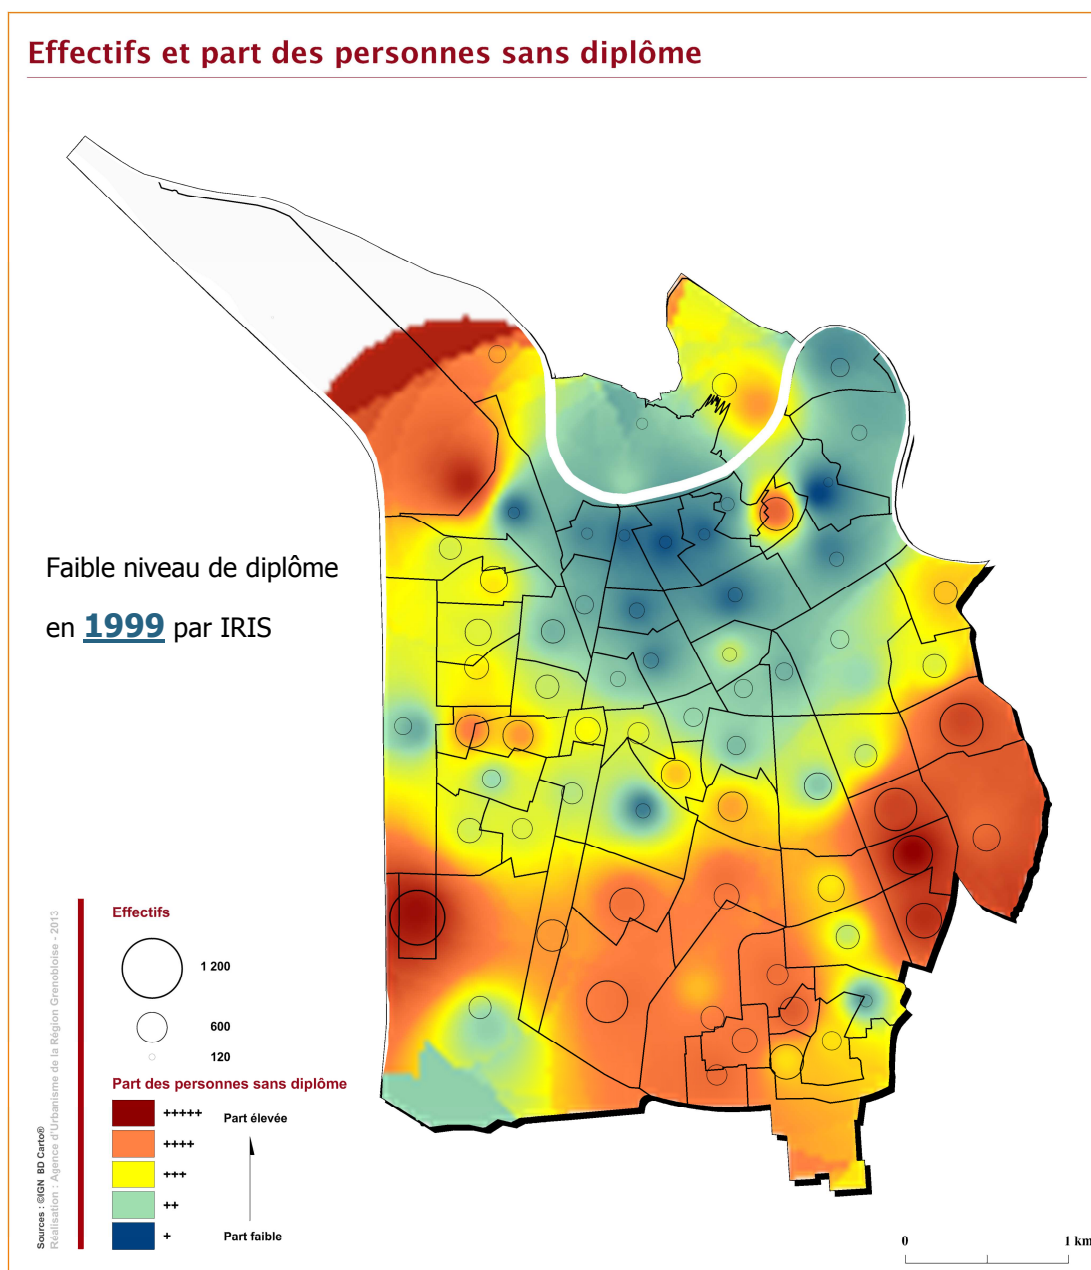 Effectifs et part des personnes sans diplôme
Faible niveau de diplôme
en 1999 par IRIS
Effectifs
1 200
600
120
Part des personnes sans diplôme
+++++
Part élevée
++++
+++
++
+
Part faible
Sources : ©IGN BD Carto®
Réalisation : Agence d'Urbanisme de la Région Grenobloise - 2013
0
1 km